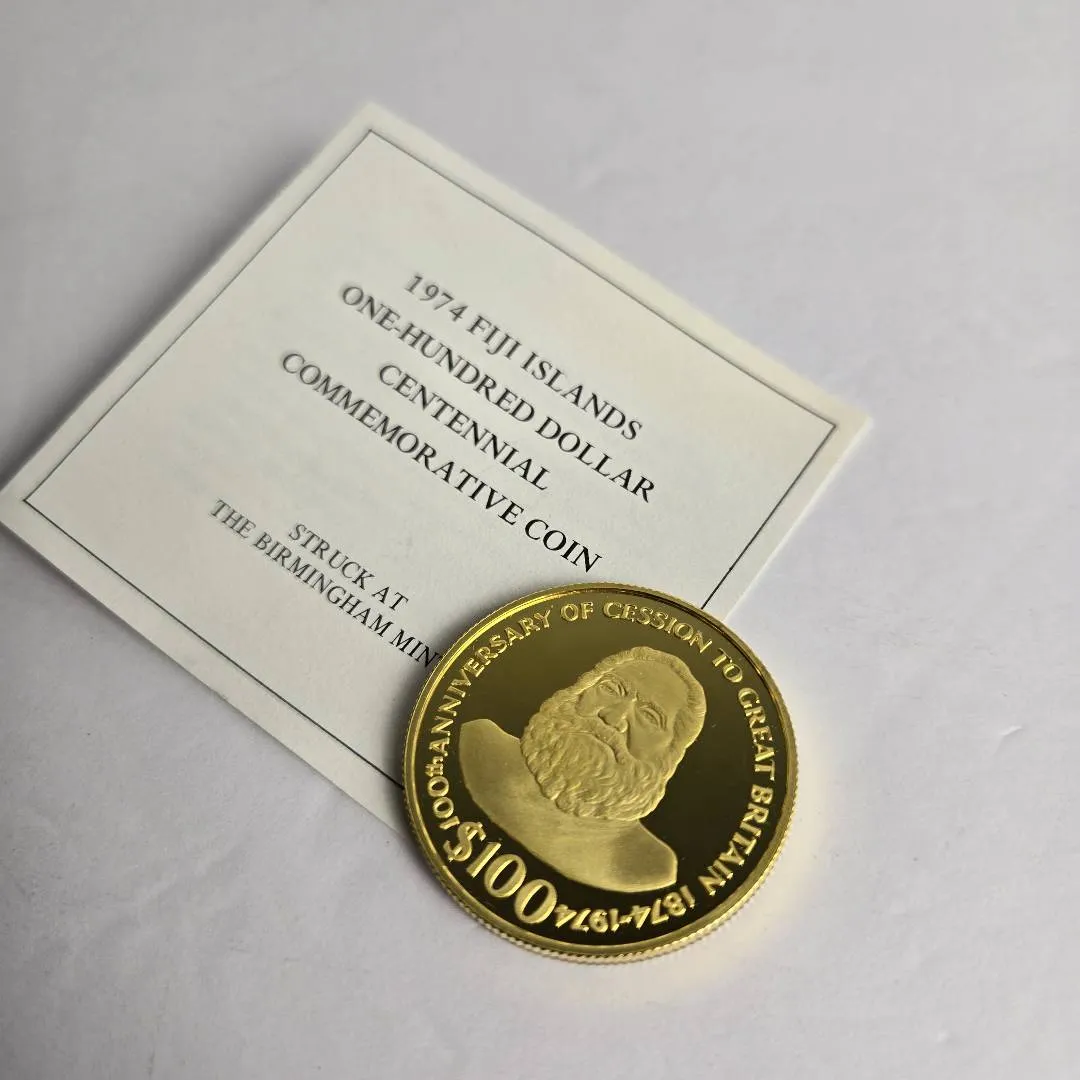 1974 FIJI ISLANDS
ONE-HUNDRED DOLLAR
CENTENNIAL
COMMEMORATIVE COIN
STRUCK AT
THE BIRMINGHAM MIN
100th ANNIVERSARY OF CESSION TO GREAT BRITAIN 1874-1974
$100